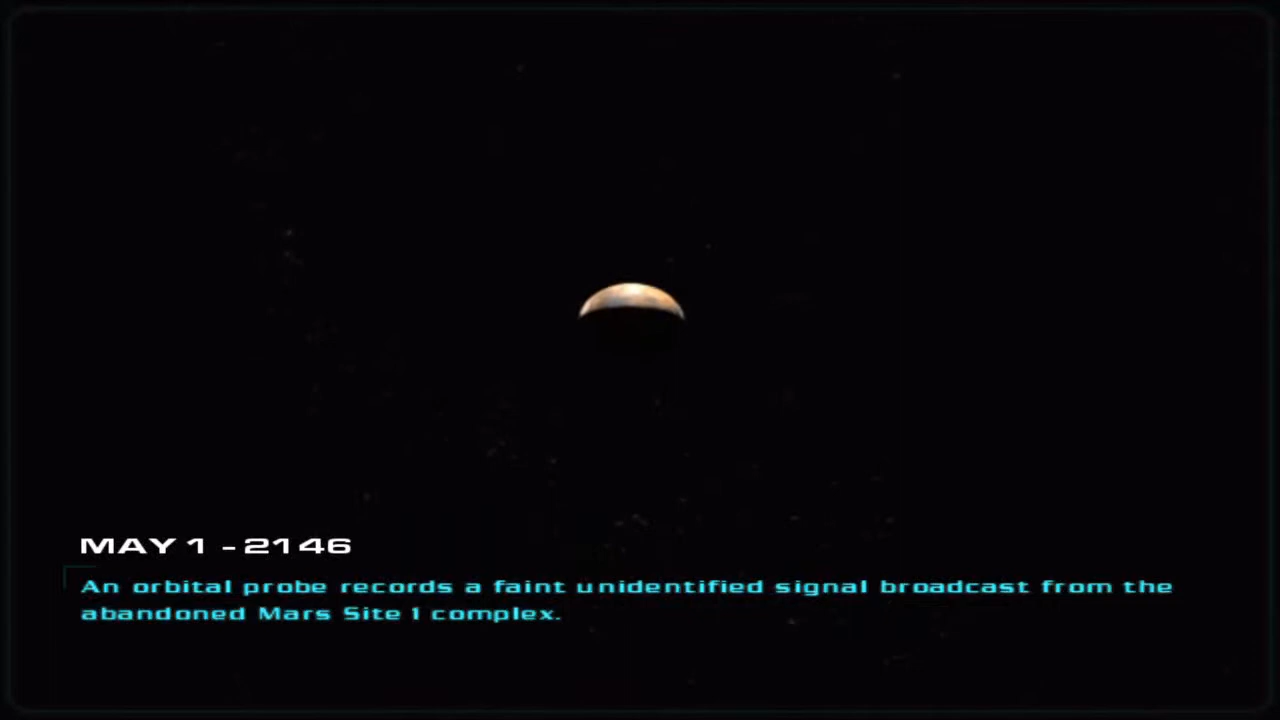 MAY 1 - 2146
An orbital probe records a faint unidentified signal broadcast from the
abandoned Mars Site 1 complex.